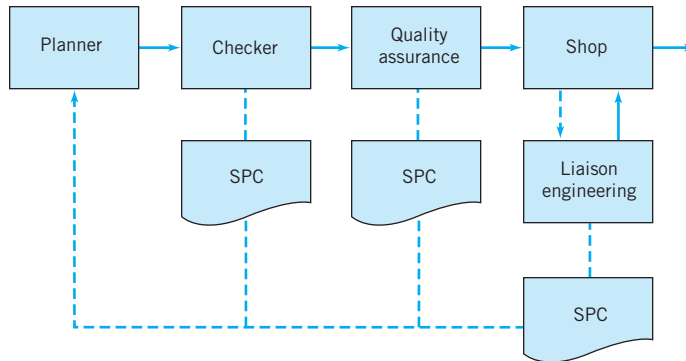 Planner
Checker
Quality
assurance
Shop
SPC
SPC
Liaison
engineering
SPC